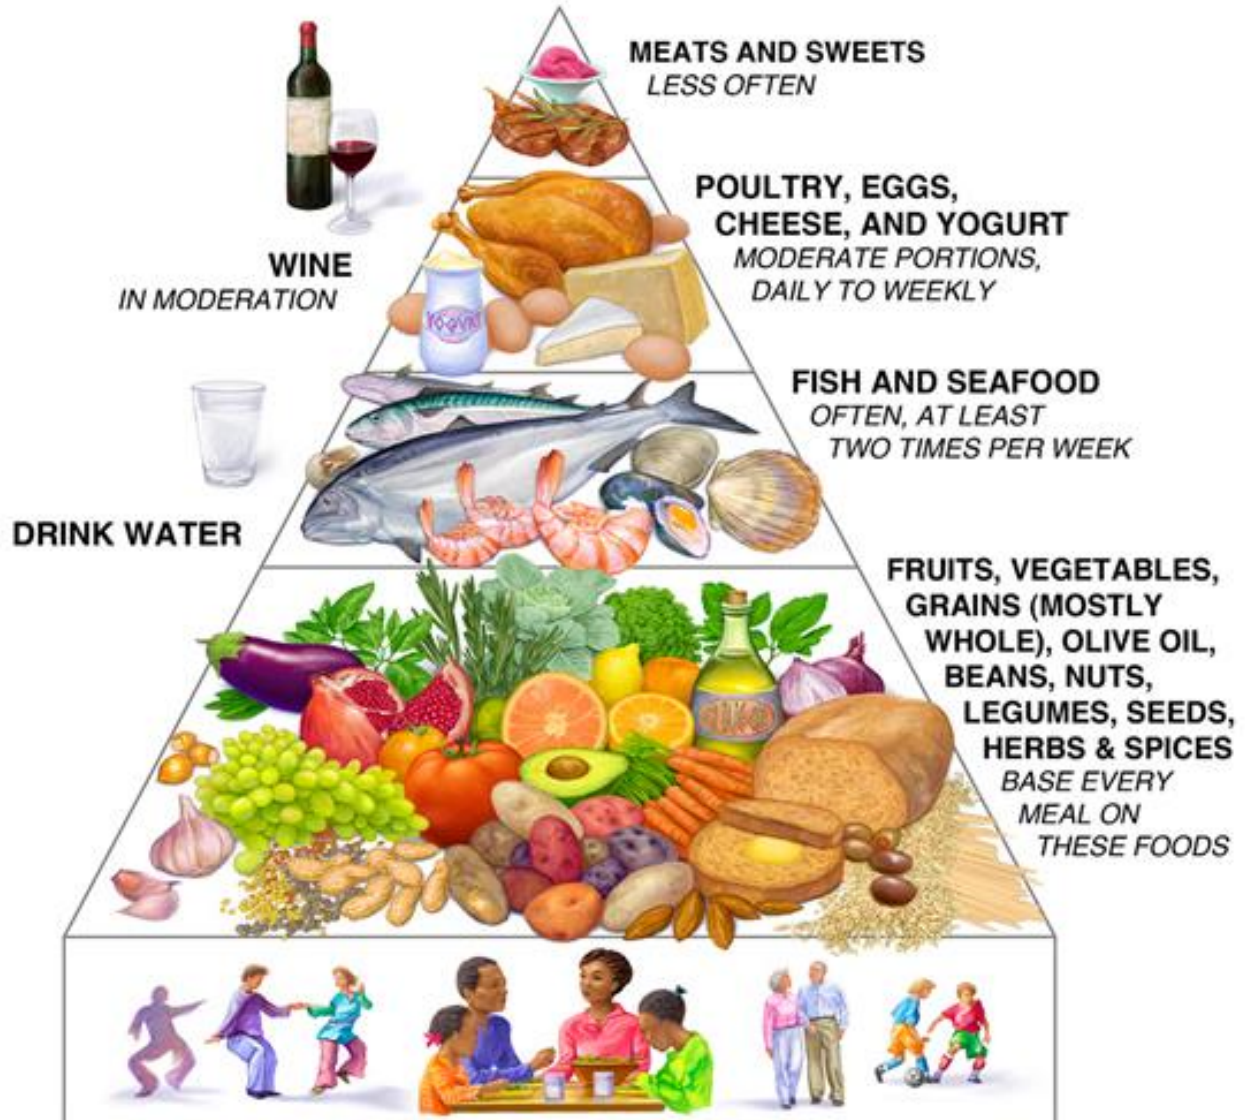 MEATS AND SWEETS
LESS OFTEN
POULTRY, EGGS,
CHEESE, AND YOGURT
MODERATE PORTIONS,
DAILY TO WEEKLY
WINE
IN MODERATION
YOGURT
FISH AND SEAFOOD
OFTEN, AT LEAST
TWO TIMES PER WEEK
DRINK WATER
FRUITS, VEGETABLES,
GRAINS (MOSTLY
WHOLE), OLIVE OIL,
BEANS, NUTS,
LEGUMES, SEEDS,
HERBS & SPICES
BASE EVERY
MEAL ON
THESE FOODS